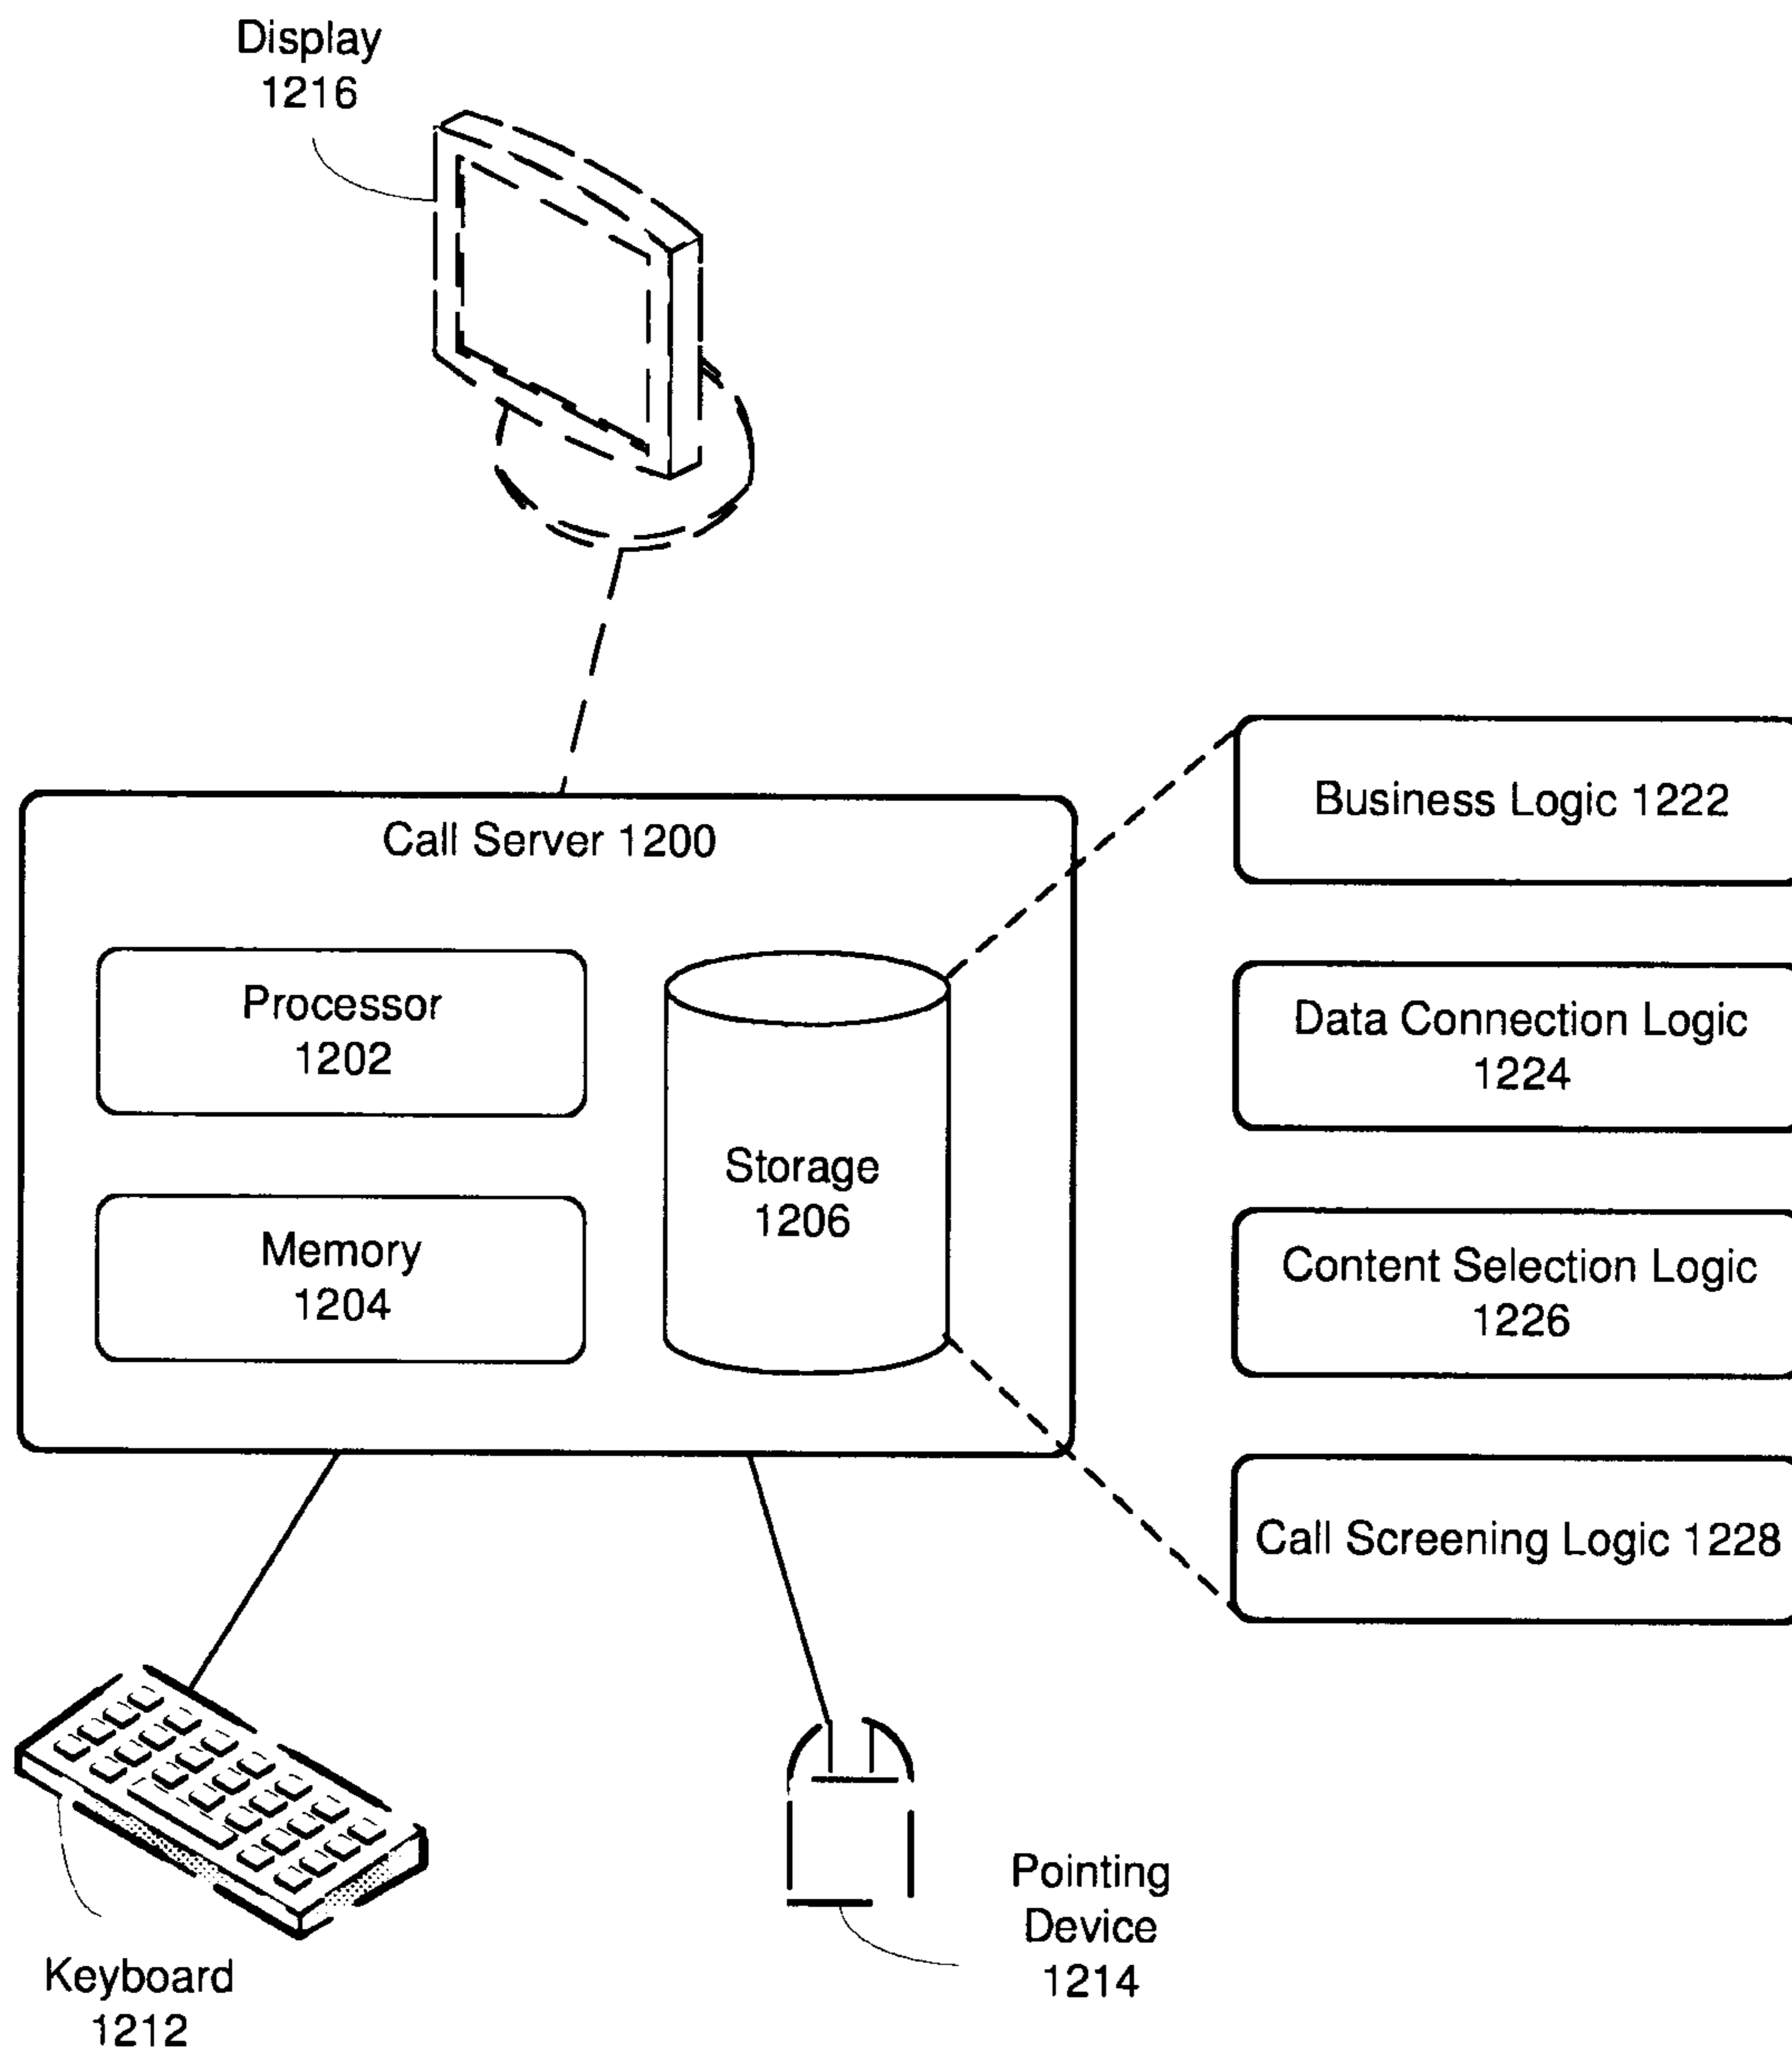 Display
1216
Call Server 1200
Processor
1202
Memory
1204
Storage
1206
Business Logic 1222
Data Connection Logic
1224
Content Selection Logic
1226
Call Screening Logic 1228
Keyboard
1212
Pointing
Device
1214